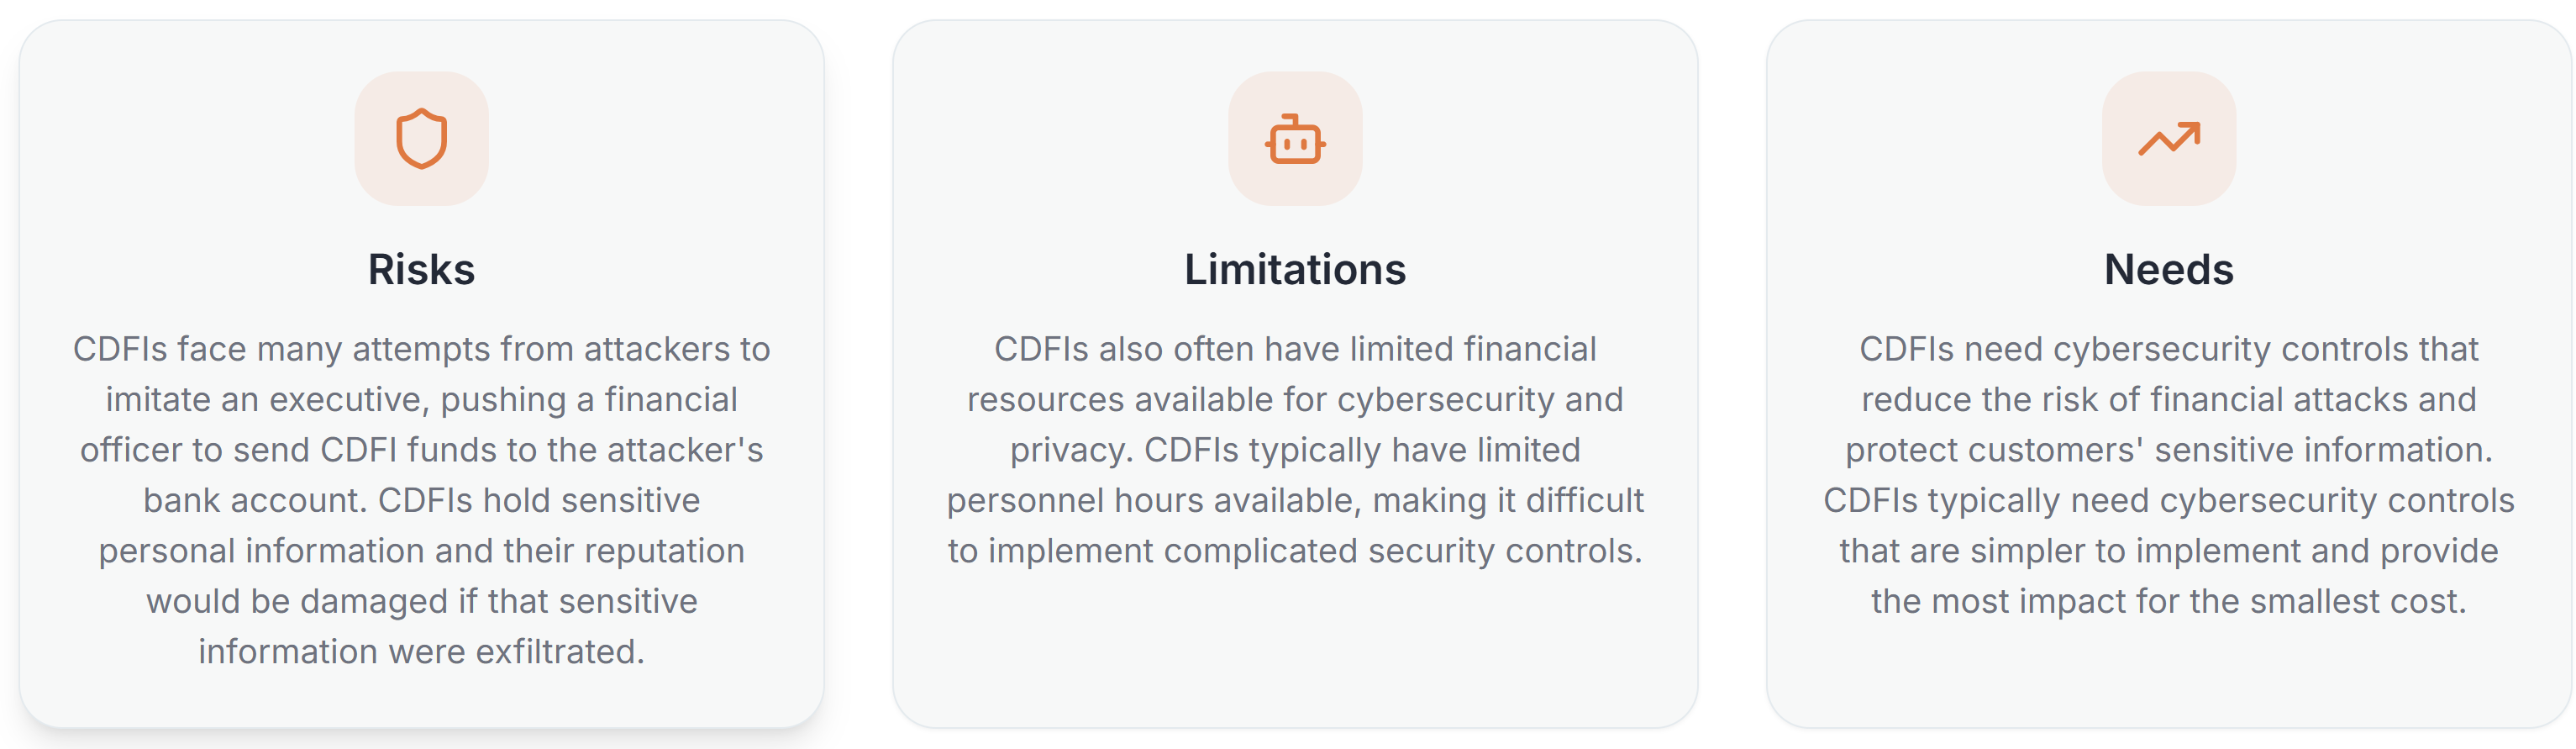 Risks
CDFIs face many attempts from attackers to
imitate an executive, pushing a financial
officer to send CDFI funds to the attacker's
bank account. CDFIs hold sensitive
personal information and their reputation
would be damaged if that sensitive
information were exfiltrated.
Limitations
CDFIs also often have limited financial
resources available for cybersecurity and
privacy. CDFIs typically have limited
personnel hours available, making it difficult
to implement complicated security controls.
Needs
CDFIs need cybersecurity controls that
reduce the risk of financial attacks and
protect customers' sensitive information.
CDFIs typically need cybersecurity controls
that are simpler to implement and provide
the most impact for the smallest cost.